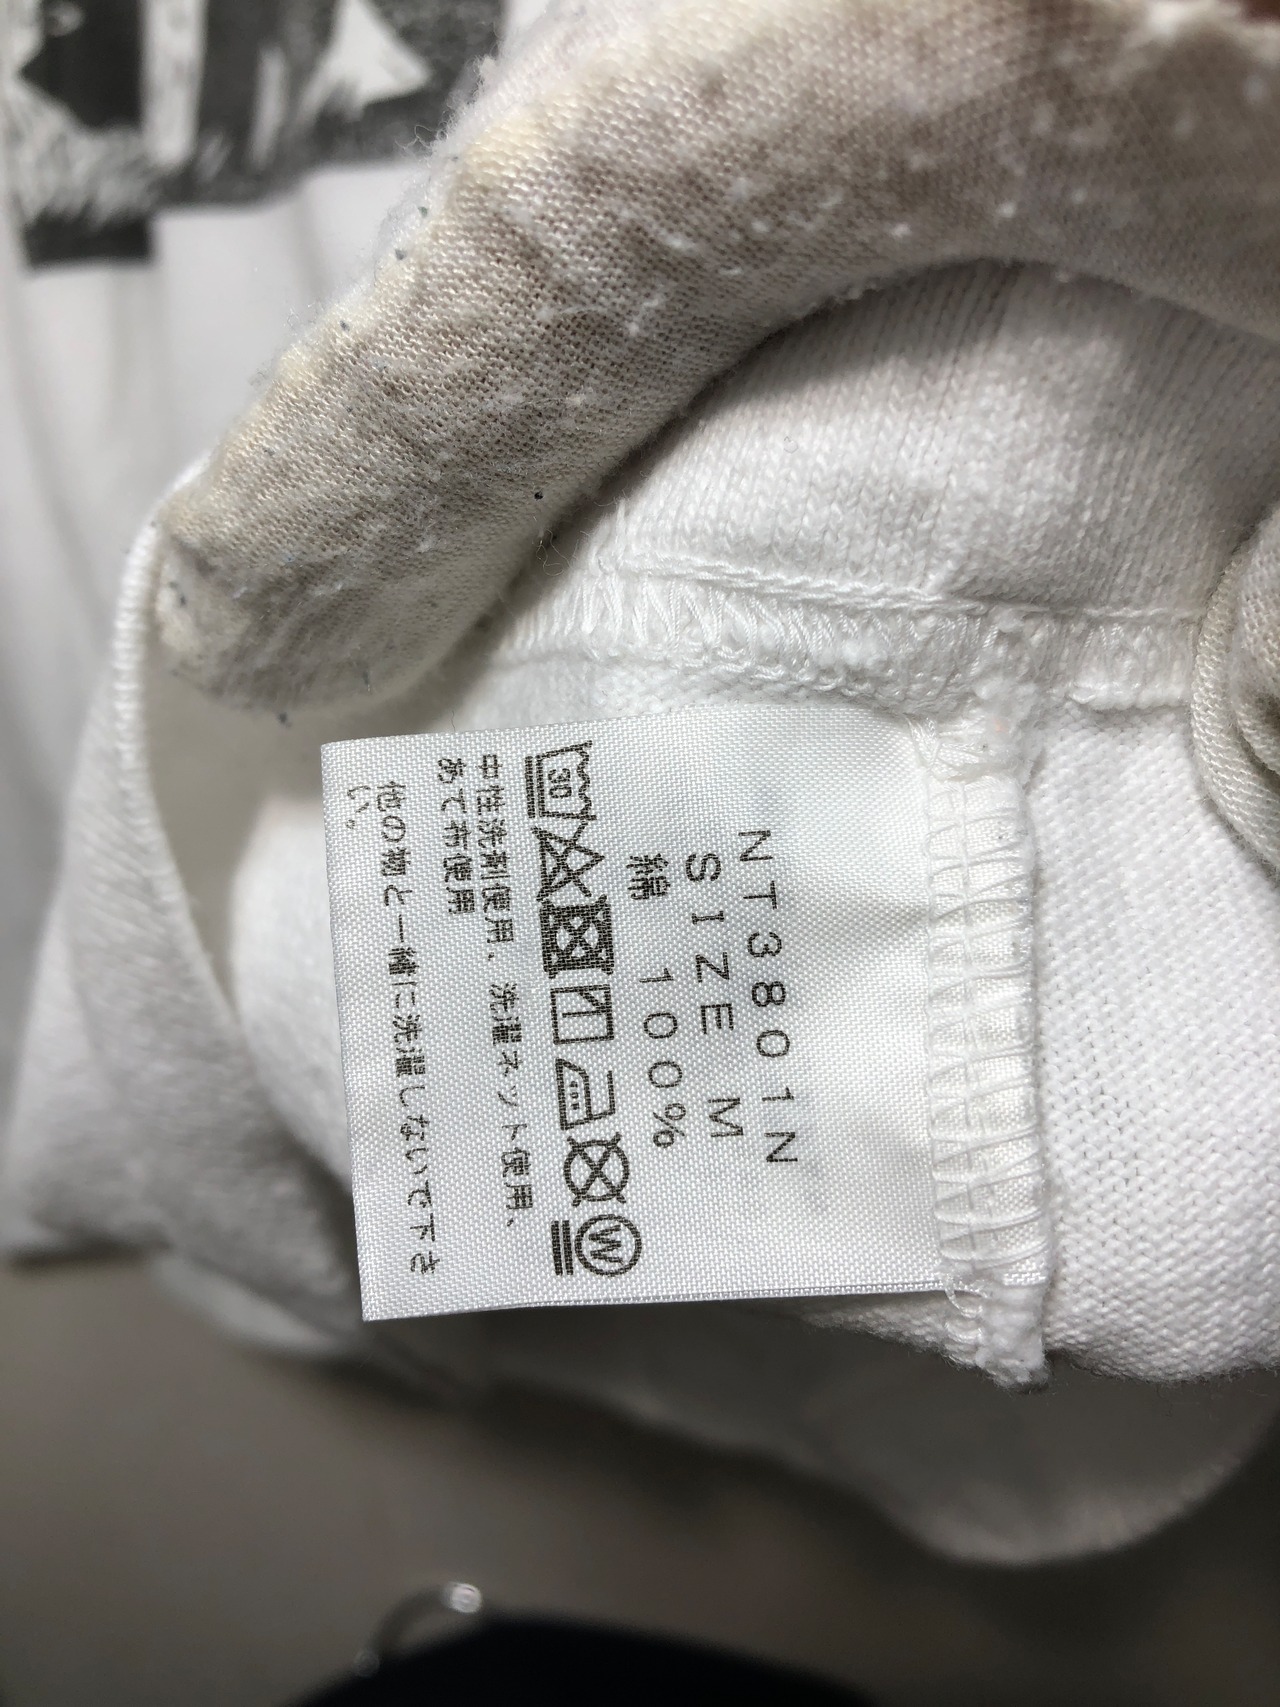 NT3801N
SIZE M
綿 100%
30
W
中性洗剤使用、洗濯ネット使用、
あて布使用
他の物と一緒に洗濯しないで下さ
い。